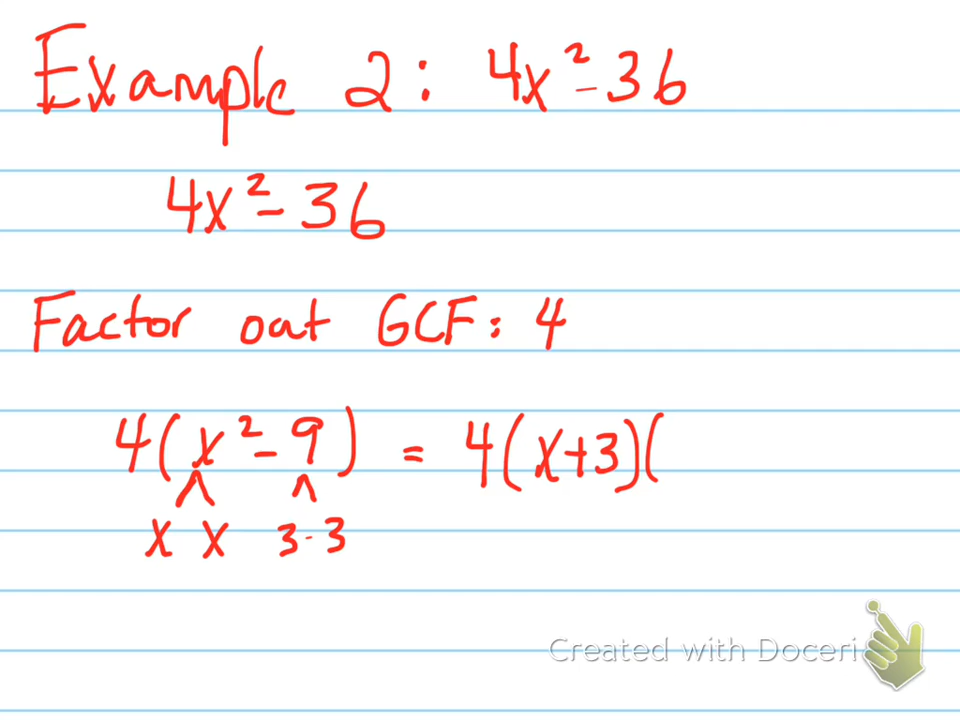 Example 2: 4x²-36
4x²-36
Factor out GCF: 4
4(x²-9) = 4(x+3)(
x x 3·3
Created with Doceri